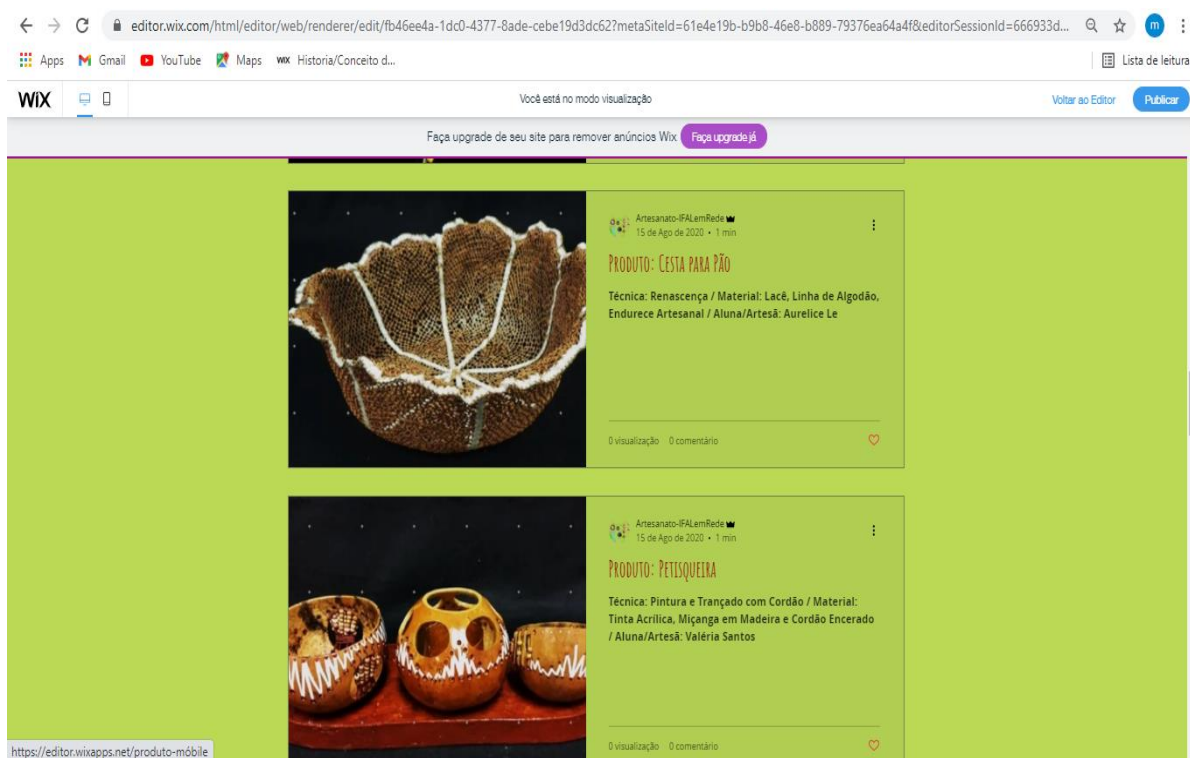 editor.wix.com/html/editor/web/renderer/edit/fb46ee4a-1dc0-4377-8ade-cebe19d3dc62?metaSiteId=61e4e19b-b9b8-46e8-b889-79376ea64a4f&editorSessionId=666933d...
m
Apps Gmail YouTube Maps WiX Historia/Conceito d... Lista de leitura
WiX Você está no modo visualização Voltar ao Editor Publicar
Faça upgrade de seu site para remover anúncios Wix Faça upgrade já
Artesanato-IFALemRede
15 de Ago de 2020 • 1 min
Produto: Cesta para Pão
Técnica: Renascença / Material: Lacê, Linha de Algodão,
Endurece Artesanal / Aluna/Artesã: Aurelice Le
0 visualização 0 comentário
Artesanato-IFALemRede
15 de Ago de 2020 • 1 min
Produto: Petisqueira
Técnica: Pintura e Trançado com Cordão / Material:
Tinta Acrílica, Miçanga em Madeira e Cordão Encerado
/ Aluna/Artesã: Valéria Santos
0 visualização 0 comentário
https://editor.wixapps.net/produto-móbile